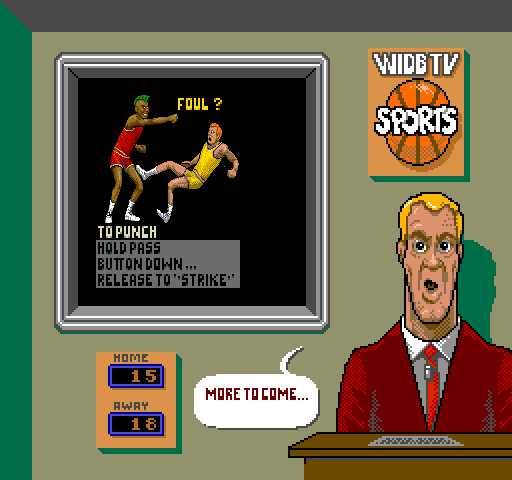 WIDB TV
SPORTS
FOUL ?
TO PUNCH
HOLD PASS
BUTTON DOWN...
RELEASE TO "STRIKE"
HOME
15
AWAY
18
MORE TO COME...